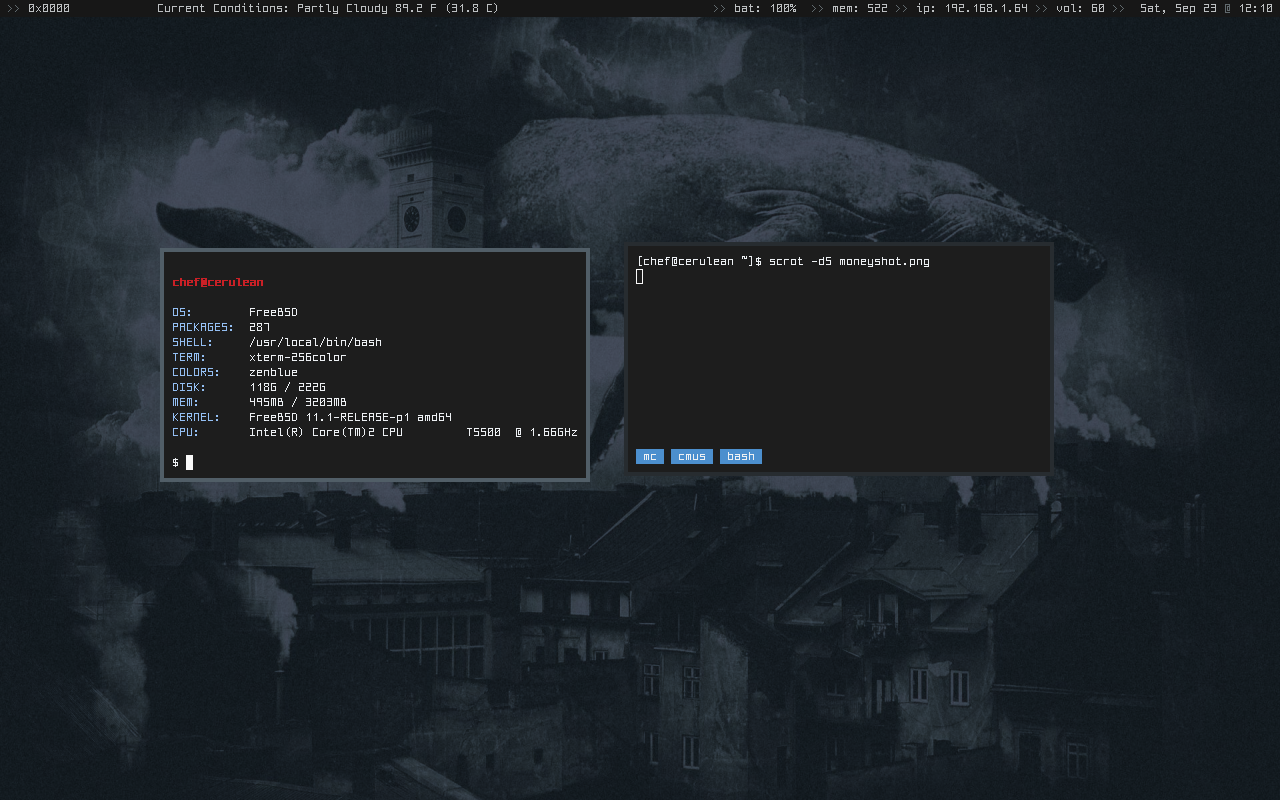 >> 0x0000 Current Conditions: Partly Cloudy 89.2 F (31.8 C) >> bat: 100% >> mem: 522 >> ip: 192.168.1.64 >> vol: 60 >> Sat, Sep 23 @ 12:10
chef@cerulean
OS: FreeBSD
PACKAGES: 287
SHELL: /usr/local/bin/bash
TERM: xterm-256color
COLORS: zenblue
DISK: 118G / 222G
MEM: 495MB / 3203MB
KERNEL: FreeBSD 11.1-RELEASE-p1 amd64
CPU: Intel(R) Core(TM)2 CPU T5500 @ 1.66GHz
$
[chef@cerulean ~]$ scrot -d5 moneyshot.png
mc cmus bash